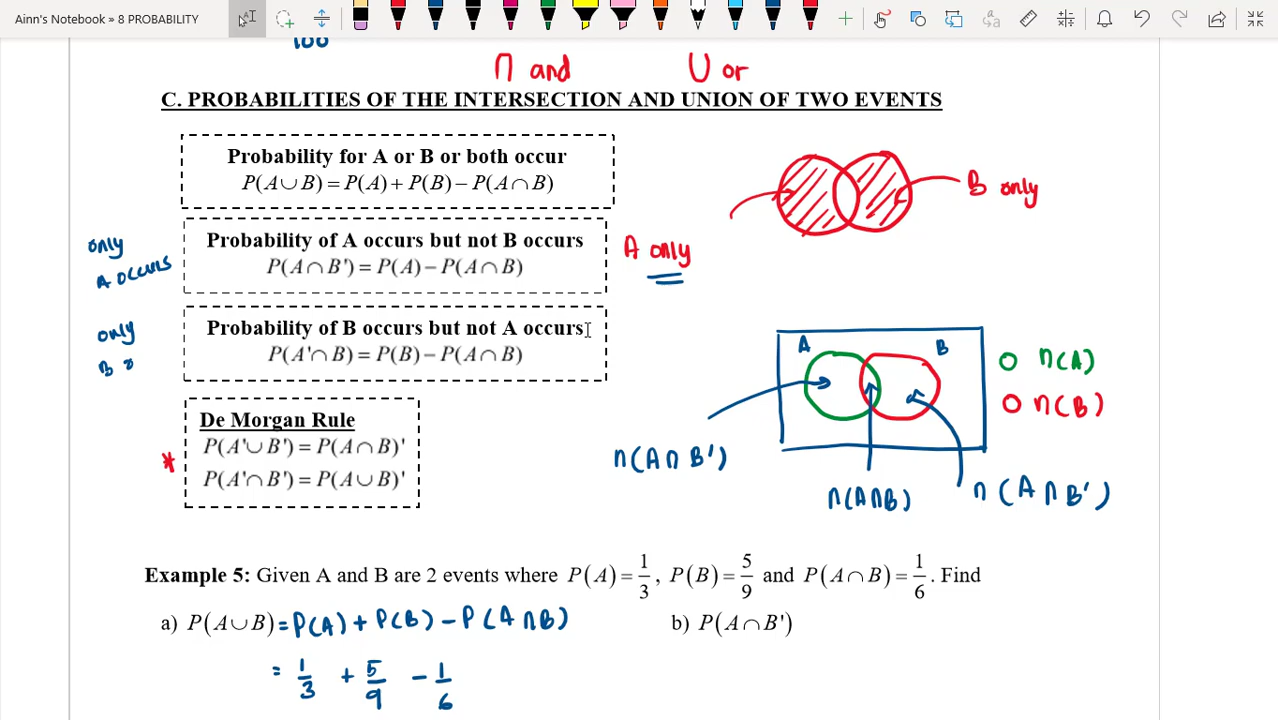 Ainn's Notebook » 8 PROBABILITY
100
∩ and
U or
C. PROBABILITIES OF THE INTERSECTION AND UNION OF TWO EVENTS
Probability for A or B or both occur
P(A∪B)=P(A)+P(B)−P(A∩B)
B only
only
A occurs
Probability of A occurs but not B occurs
P(A∩B')=P(A)−P(A∩B)
A only
only
B
Probability of B occurs but not A occurs
P(A'∩B)=P(B)−P(A∩B)
A
B
n(A)
n(B)
De Morgan Rule
* P(A'∪B')=P(A∩B)'
P(A'∩B')=P(A∪B)'
n(A∩B')
n(A∩B)
n(A∩B')
Example 5: Given A and B are 2 events where P(A)=1/3, P(B)=5/9 and P(A∩B)=1/6. Find
a) P(A∪B)=P(A)+P(B)−P(A∩B)
b) P(A∩B')
= 1/3 + 5/9 − 1/6